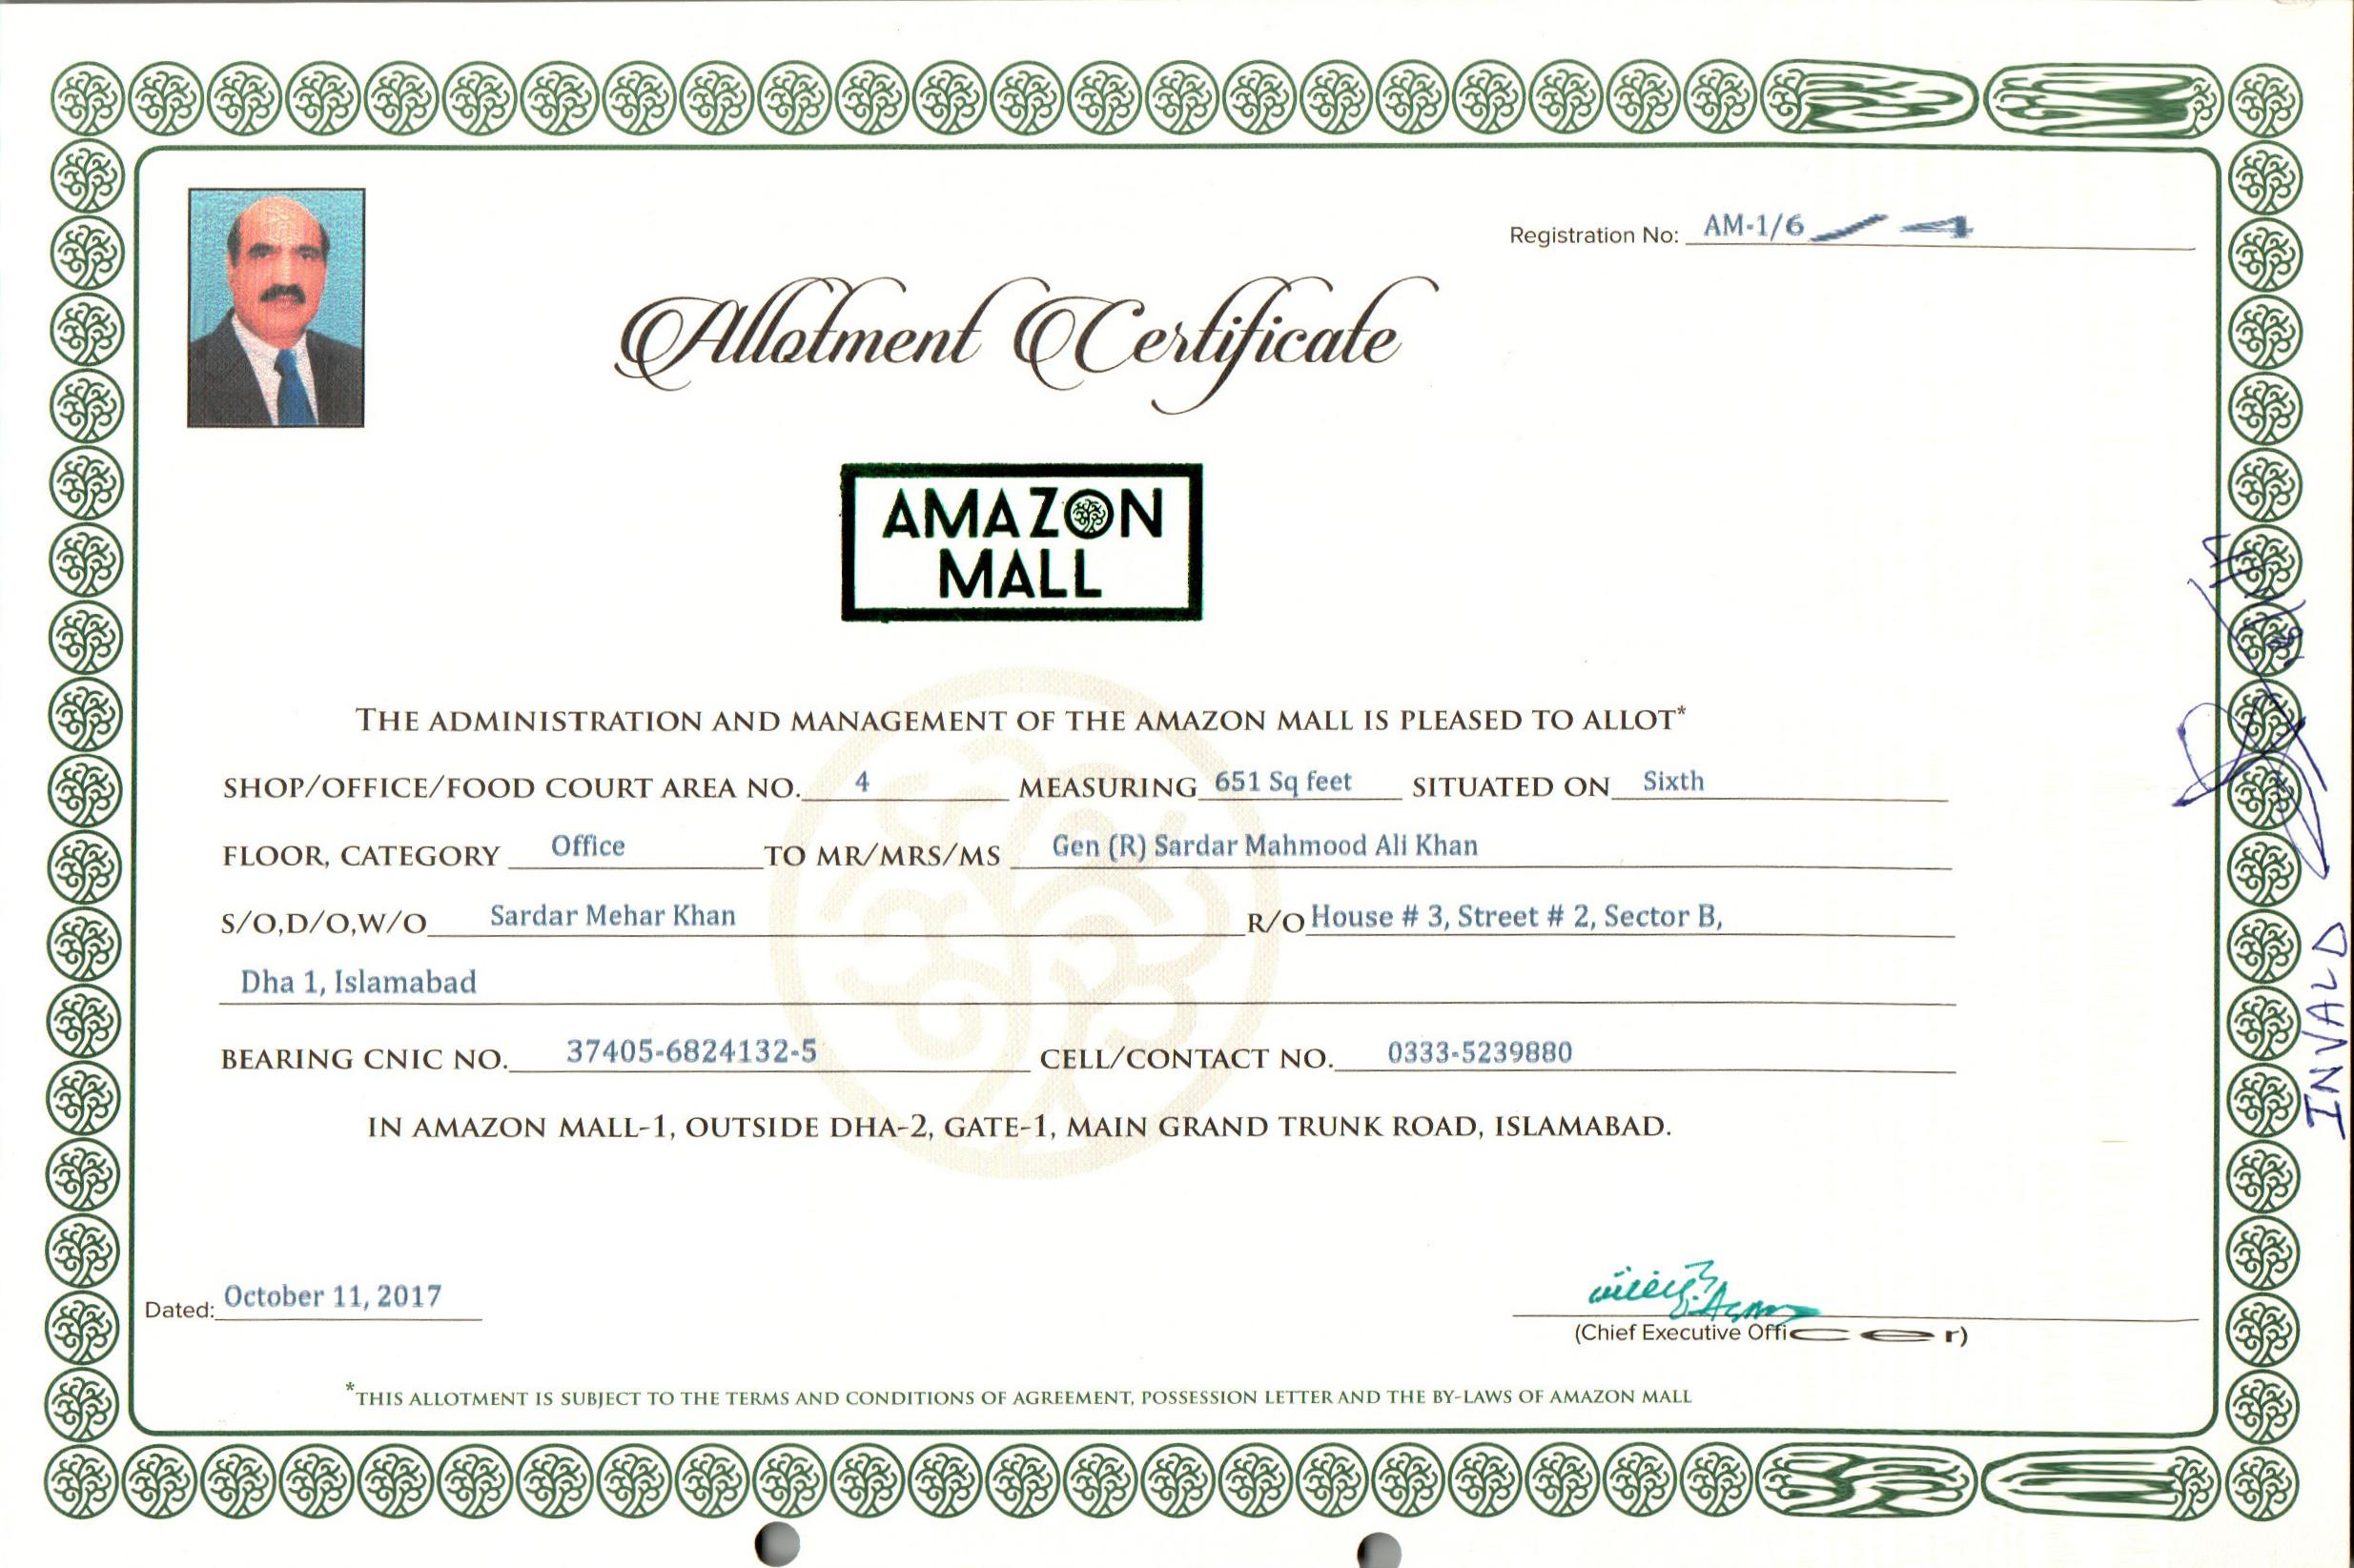 Registration No: AM-1/6/4
Allotment Certificate
AMAZON
MALL
THE ADMINISTRATION AND MANAGEMENT OF THE AMAZON MALL IS PLEASED TO ALLOT*
SHOP/OFFICE/FOOD COURT AREA NO. 4 MEASURING 651 Sq feet SITUATED ON Sixth
FLOOR, CATEGORY Office TO MR/MRS/MS Gen (R) Sardar Mahmood Ali Khan
S/O,D/O,W/O Sardar Mehar Khan R/O House # 3, Street # 2, Sector B,
Dha 1, Islamabad
BEARING CNIC NO. 37405-6824132-5 CELL/CONTACT NO. 0333-5239880
IN AMAZON MALL-1, OUTSIDE DHA-2, GATE-1, MAIN GRAND TRUNK ROAD, ISLAMABAD.
Dated: October 11, 2017
(Chief Executive Officer)
*THIS ALLOTMENT IS SUBJECT TO THE TERMS AND CONDITIONS OF AGREEMENT, POSSESSION LETTER AND THE BY-LAWS OF AMAZON MALL
INVALD